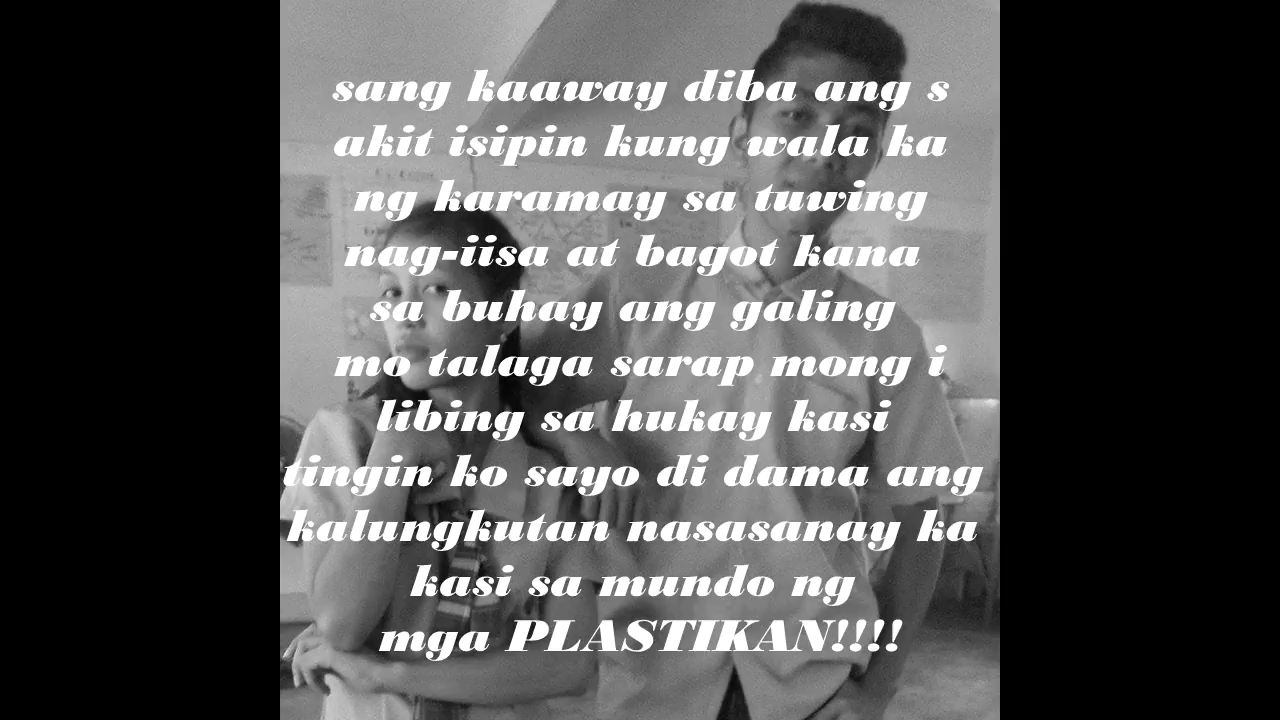 sang kaaway diba ang s
akit isipin kung wala ka
ng karamay sa tuwing
nag-iisa at bagot kana
sa buhay ang galing
mo talaga sarap mong i
libing sa hukay kasi
tingin ko sayo di dama ang
kalungkutan nasasanay ka
kasi sa mundo ng
mga PLASTIKAN!!!!